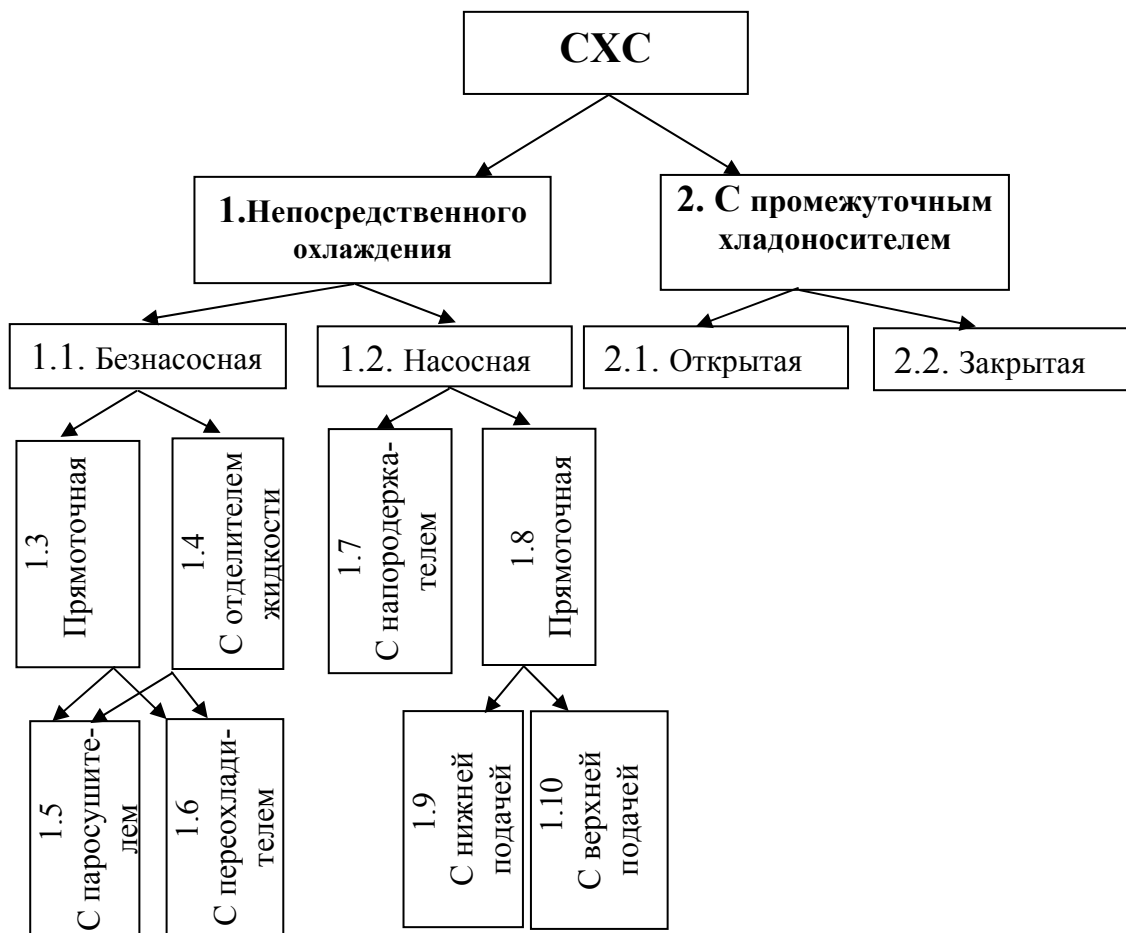 СХС
1.Непосредственного
охлаждения
2. С промежуточным
хладоносителем
1.1. Безнасосная
1.2. Насосная
2.1. Открытая
2.2. Закрытая
1.3
Прямоточная
1.4
С отделителем
жидкости
1.7
С напородержа-
телем
1.8
Прямоточная
1.5
С паросушите-
лем
1.6
С переохлади-
телем
1.9
С нижней
подачей
1.10
С верхней
подачей